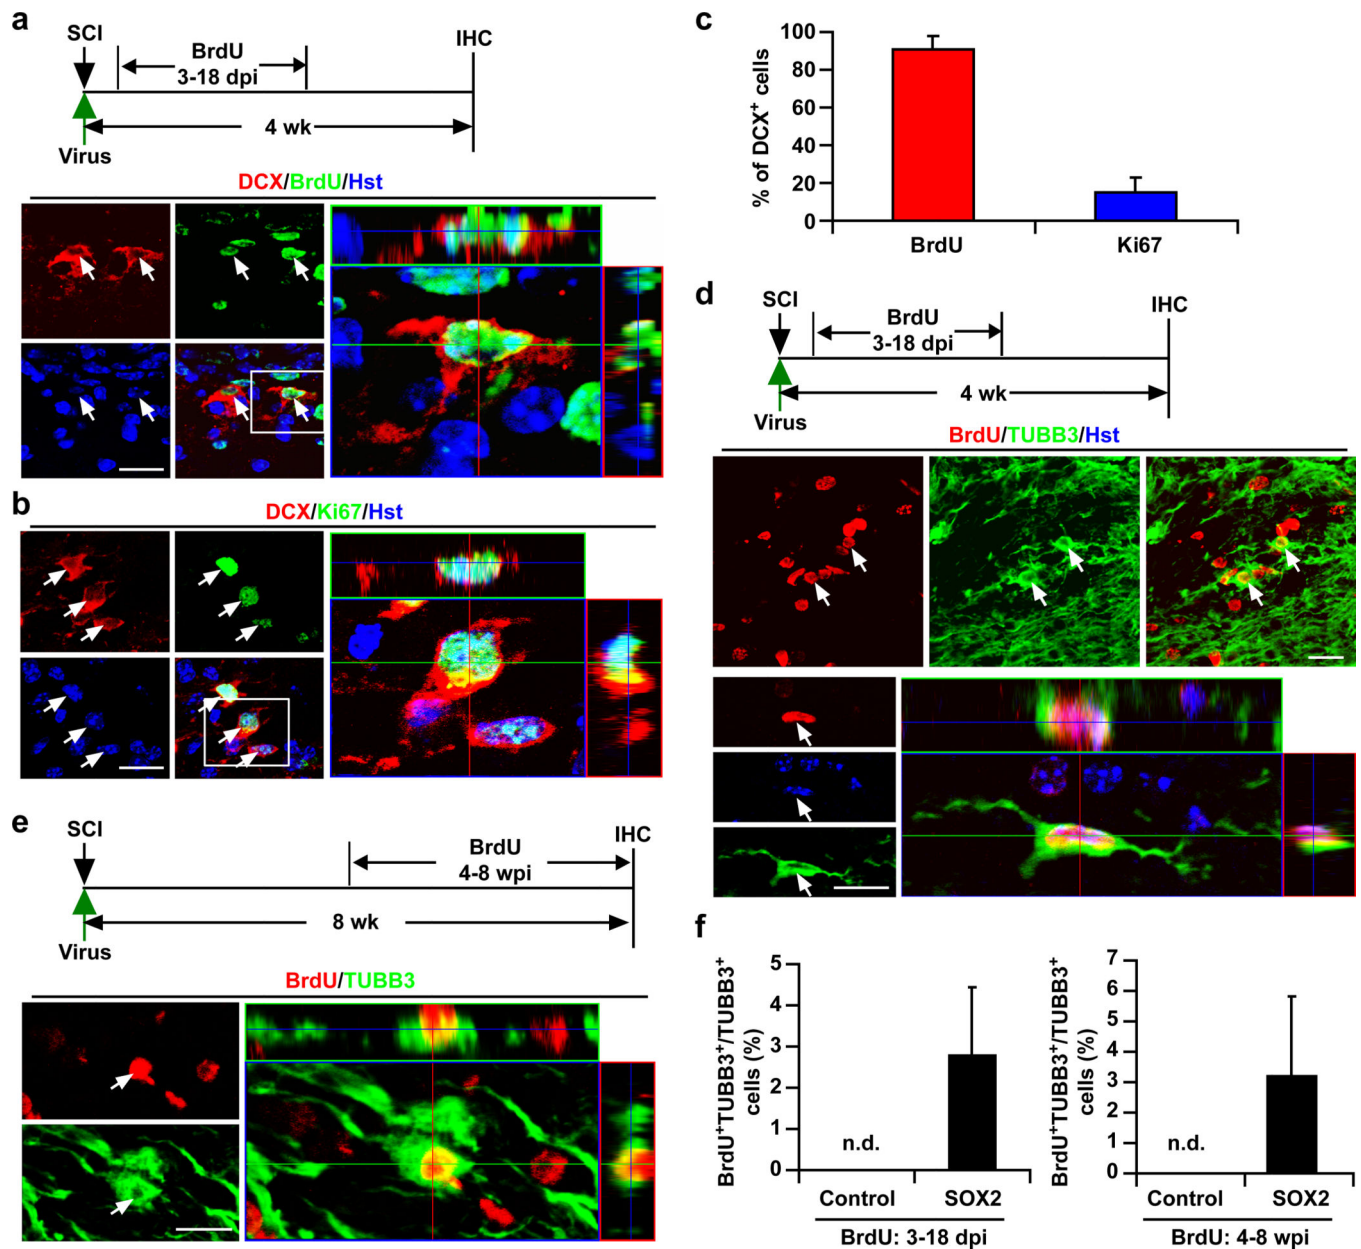 a
SCI
BrdU
3-18 dpi
IHC
4 wk
Virus
DCX/BrdU/Hst
b
DCX/Ki67/Hst
c
% of DCX⁺ cells
100
80
60
40
20
0
BrdU
Ki67
d
SCI
BrdU
3-18 dpi
IHC
4 wk
Virus
BrdU/TUBB3/Hst
e
SCI
BrdU
4-8 wpi
IHC
8 wk
Virus
BrdU/TUBB3
f
BrdU⁺TUBB3⁺/TUBB3⁺
cells (%)
5
4
3
2
1
0
n.d.
Control
SOX2
BrdU: 3-18 dpi
BrdU⁺TUBB3⁺/TUBB3⁺
cells (%)
7
6
5
4
3
2
1
0
n.d.
Control
SOX2
BrdU: 4-8 wpi